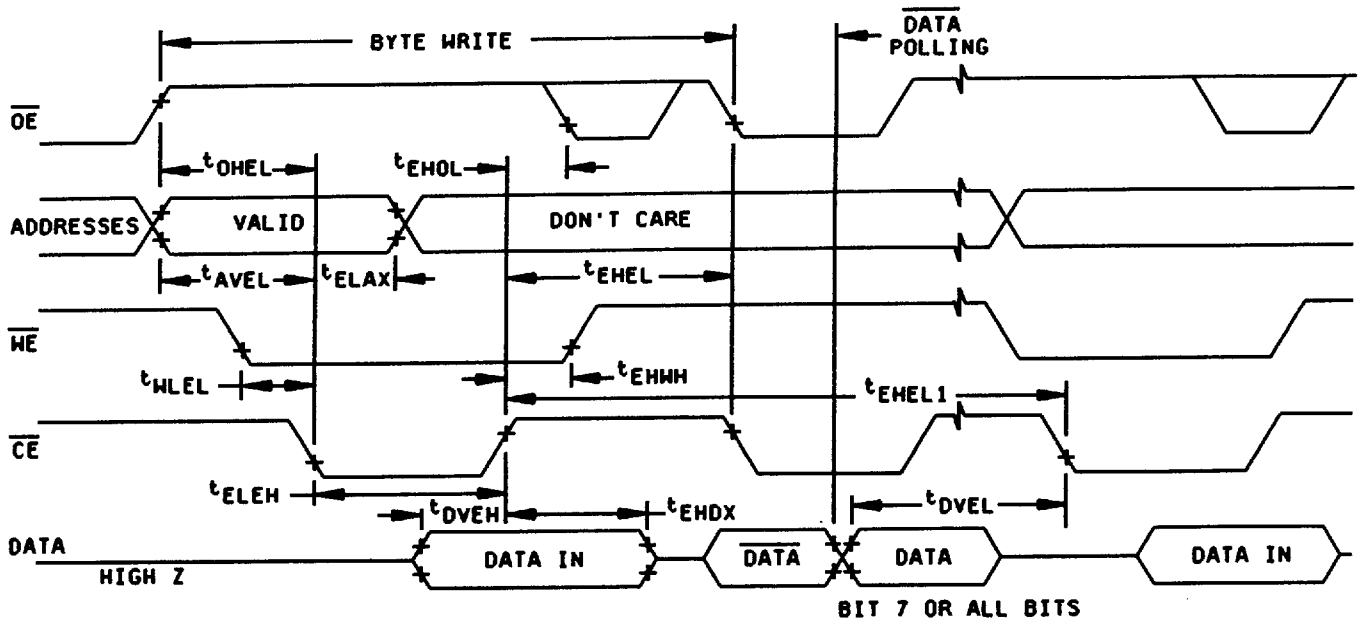 BYTE WRITE
DATA
POLLING
OE
tOHEL
tEHOL
ADDRESSES
VALID
DON'T CARE
tAVEL
tELAX
tEHEL
WE
tWLEL
tEHWH
tEHEL1
CE
tELEH
tDVEH
tEHDX
tDVEL
DATA
HIGH Z
DATA IN
DATA
DATA
DATA IN
BIT 7 OR ALL BITS